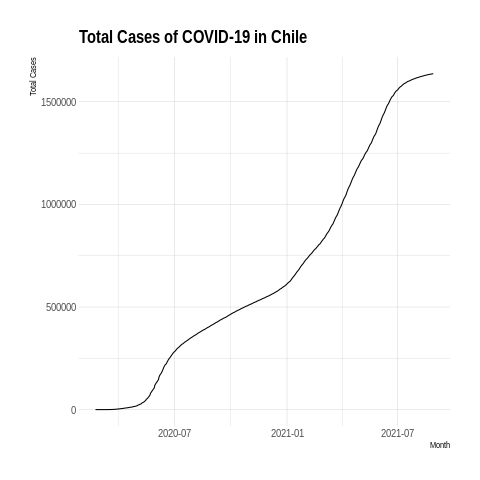 Total Cases of COVID-19 in Chile
Total Cases
1500000
1000000
500000
0
2020-07
2021-01
2021-07
Month